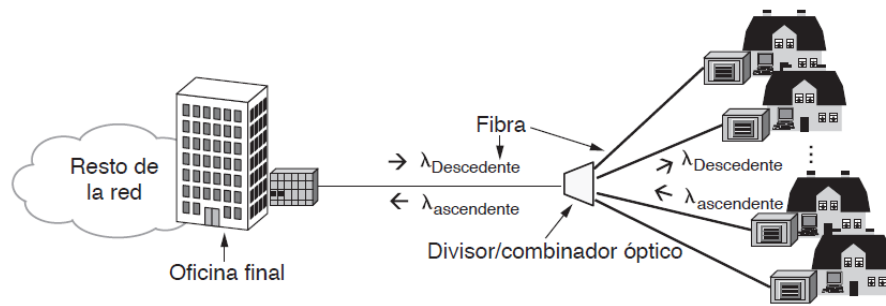 Resto de
la red
Oficina final
Fibra
→ λDescedente
← λascendente
Divisor/combinador óptico
→ λDescedente
← λascendente
...